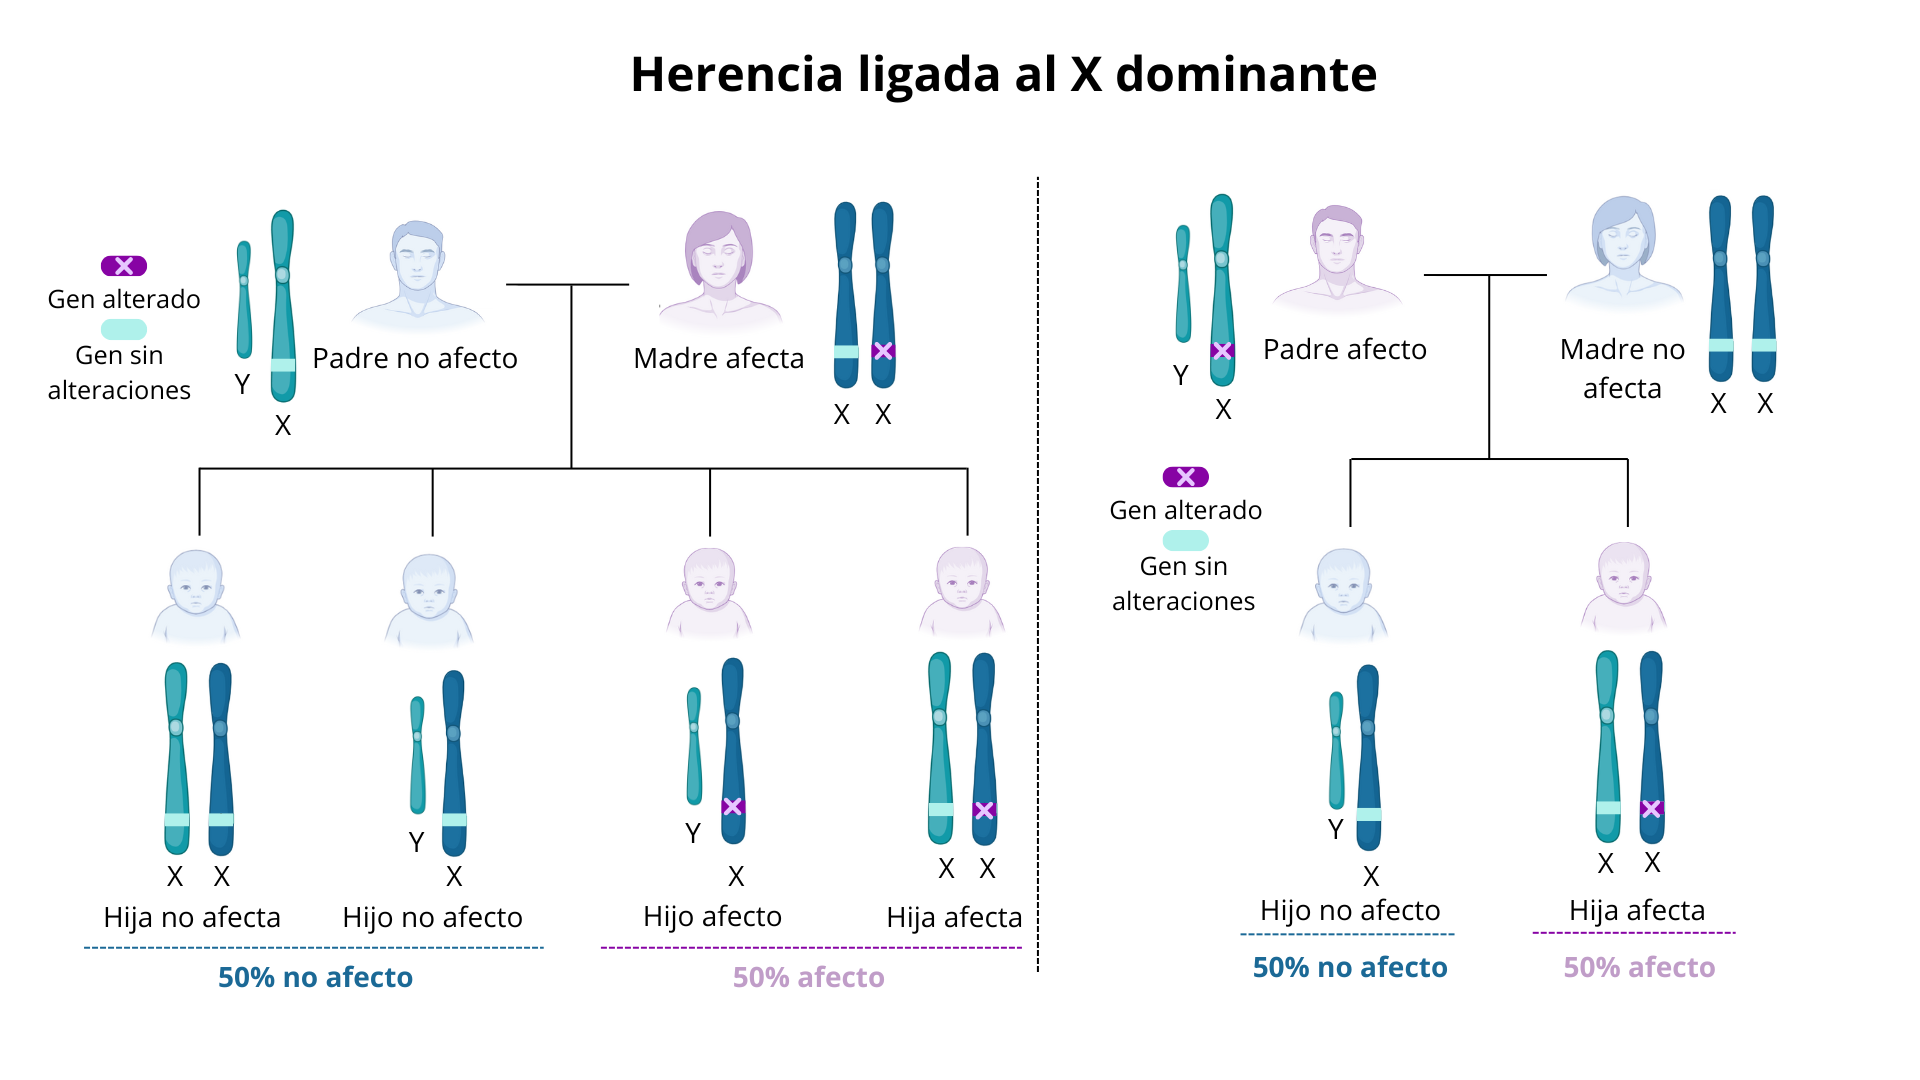 Herencia ligada al X dominante
Gen alterado
Gen sin
alteraciones
Y
X
Padre no afecto
Madre afecta
X X
Hija no afecta
X X
Hijo no afecto
Y
X
Hijo afecto
Y
X
Hija afecta
X X
50% no afecto
50% afecto
Y
X
Padre afecto
Madre no
afecta
X X
Gen alterado
Gen sin
alteraciones
Y
X
Hijo no afecto
X X
Hija afecta
50% no afecto
50% afecto